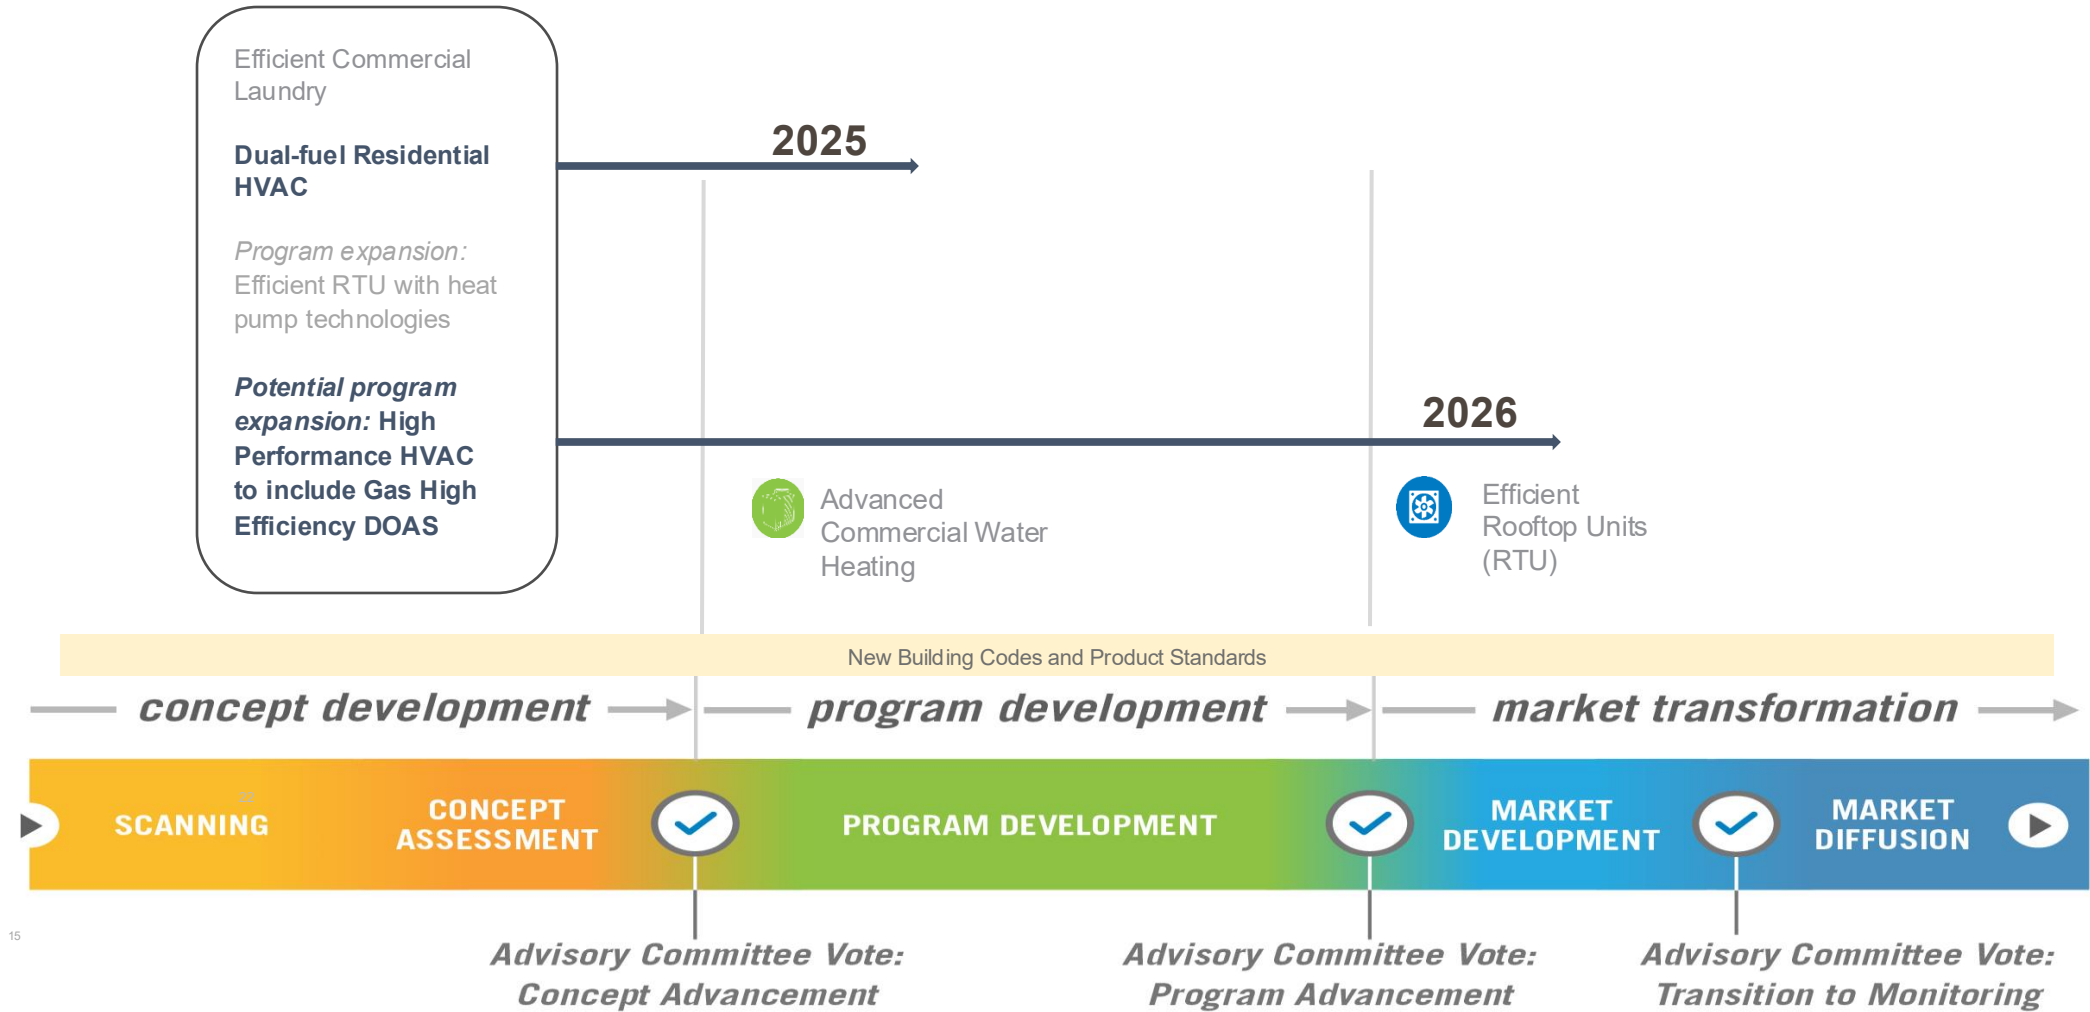 Efficient Commercial
Laundry
Dual-fuel Residential
HVAC
Program expansion:
Efficient RTU with heat
pump technologies
Potential program
expansion: High
Performance HVAC
to include Gas High
Efficiency DOAS
2025
2026
Advanced
Commercial Water
Heating
Efficient
Rooftop Units
(RTU)
New Building Codes and Product Standards
concept development
program development
market transformation
22
SCANNING
CONCEPT
ASSESSMENT
PROGRAM DEVELOPMENT
MARKET
DEVELOPMENT
MARKET
DIFFUSION
15
Advisory Committee Vote:
Concept Advancement
Advisory Committee Vote:
Program Advancement
Advisory Committee Vote:
Transition to Monitoring